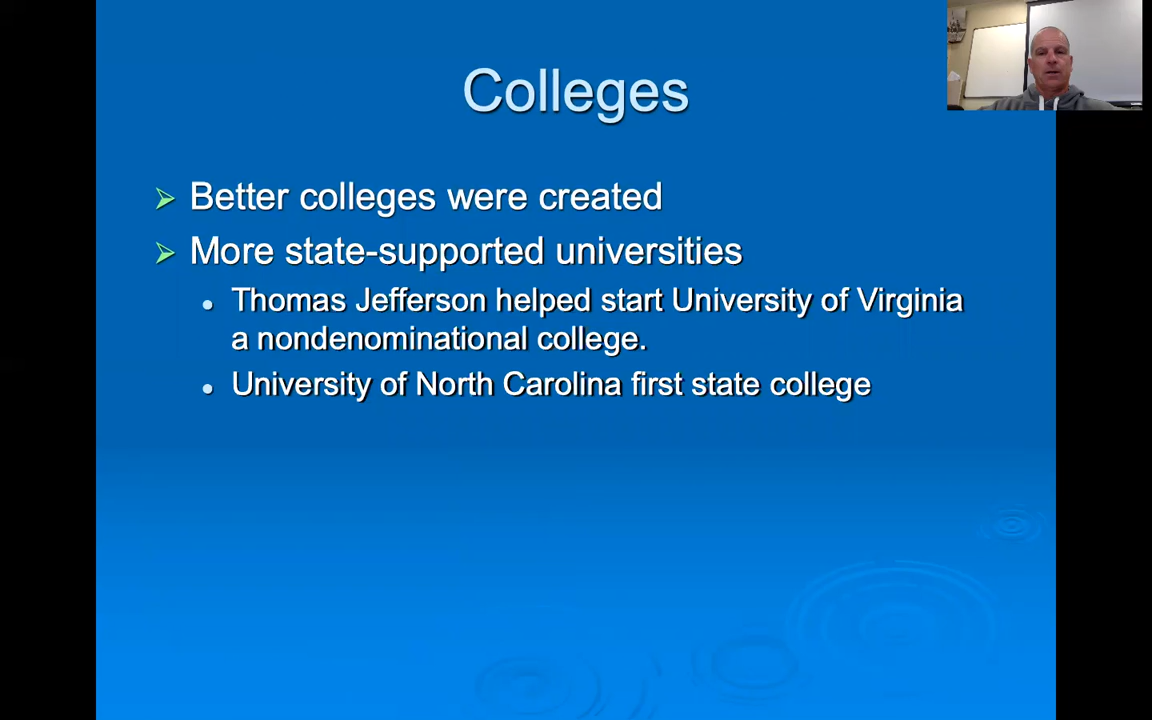 Colleges
Better colleges were created
More state-supported universities
Thomas Jefferson helped start University of Virginia
a nondenominational college.
University of North Carolina first state college